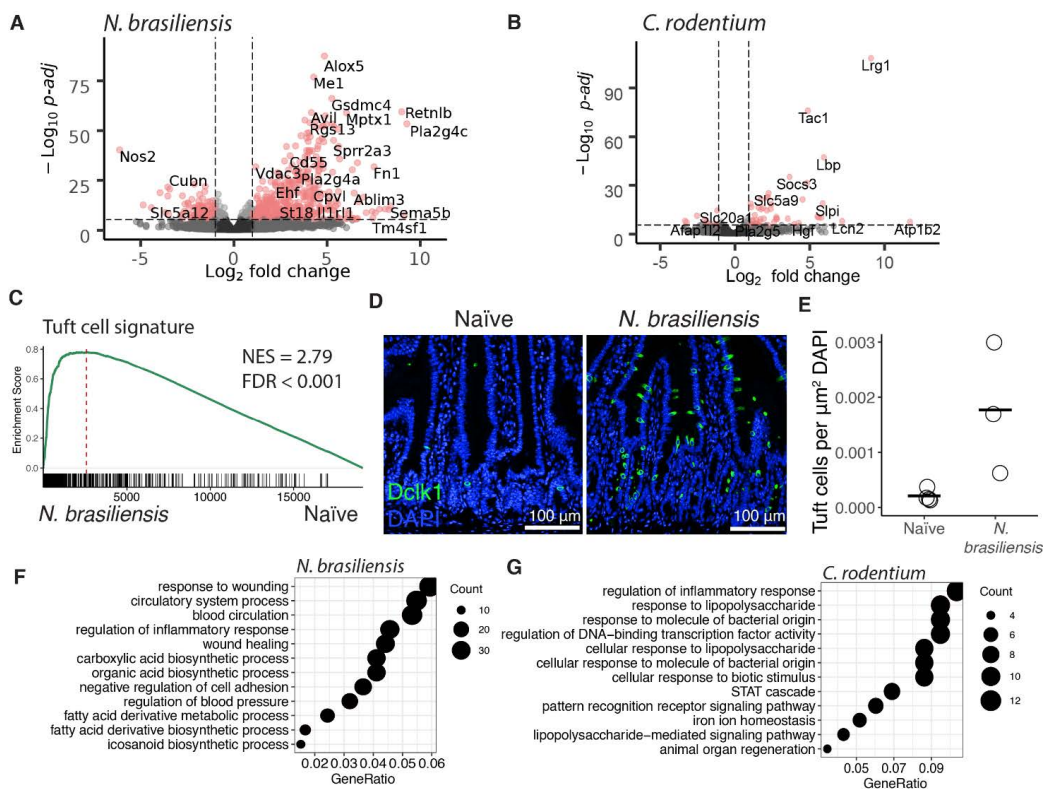 A
N. brasiliensis
− Log10 p-adj
75
50
25
0
Alox5
Me1
Gsdmc4
Avil
Mptx1
Retnlb
Rgs13
Pla2g4c
Nos2
Sprr2a3
Cd55
Fn1
Vdac3
Pla2g4a
Cubn
Ehf
Cpvl
Ablim3
Slc5a12
St18
Il1rl1
Sema5b
Tm4sf1
-5
0
5
10
Log2 fold change
B
C. rodentium
− Log10 p-adj
90
60
30
0
Lrg1
Tac1
Lbp
Socs3
Slc5a9
Slpi
Slc20a1
Afap1l2
Pla2g5
Hgf
Lcn2
Atp1b2
-5
0
5
10
Log2 fold change
C
Tuft cell signature
NES = 2.79
FDR < 0.001
Enrichment Score
0.8
0.6
0.4
0.2
0.0
5000
10000
15000
N. brasiliensis
Naïve
D
Naïve
N. brasiliensis
Dclk1
DAPI
100 µm
100 µm
E
Tuft cells per µm² DAPI
0.003
0.002
0.001
0.000
Naïve
N.
brasiliensis
F
N. brasiliensis
response to wounding
circulatory system process
blood circulation
regulation of inflammatory response
wound healing
carboxylic acid biosynthetic process
organic acid biosynthetic process
negative regulation of cell adhesion
regulation of blood pressure
fatty acid derivative metabolic process
fatty acid derivative biosynthetic process
icosanoid biosynthetic process
0.02 0.03 0.04 0.05 0.06
GeneRatio
Count
10
20
30
G
C. rodentium
regulation of inflammatory response
response to lipopolysaccharide
response to molecule of bacterial origin
regulation of DNA−binding transcription factor activity
cellular response to lipopolysaccharide
cellular response to molecule of bacterial origin
cellular response to biotic stimulus
STAT cascade
pattern recognition receptor signaling pathway
iron ion homeostasis
lipopolysaccharide−mediated signaling pathway
animal organ regeneration
0.05 0.07 0.09
GeneRatio
Count
4
6
8
10
12